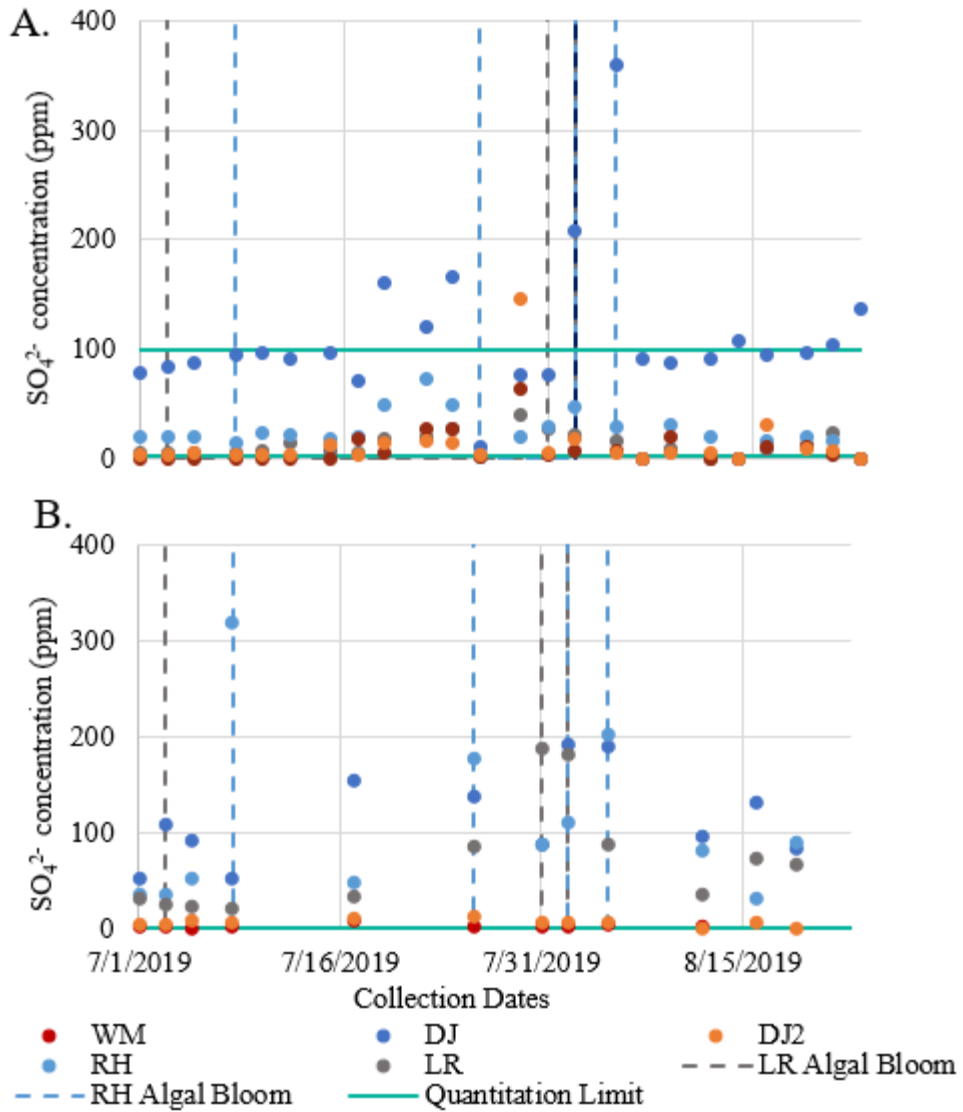 A.
400
300
200
100
0
SO₄²⁻ concentration (ppm)
B.
400
300
200
100
0
SO₄²⁻ concentration (ppm)
7/1/2019 7/16/2019 7/31/2019 8/15/2019
Collection Dates
WM DJ DJ2
RH LR LR Algal Bloom
RH Algal Bloom Quantitation Limit